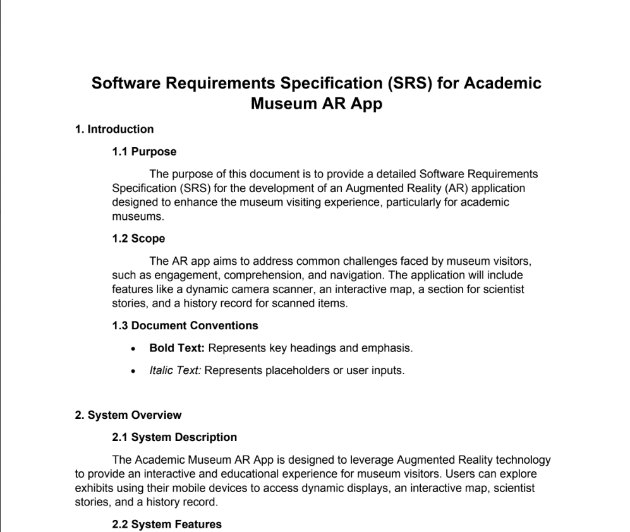 Software Requirements Specification (SRS) for Academic
Museum AR App
1. Introduction
1.1 Purpose
The purpose of this document is to provide a detailed Software Requirements
Specification (SRS) for the development of an Augmented Reality (AR) application
designed to enhance the museum visiting experience, particularly for academic
museums.
1.2 Scope
The AR app aims to address common challenges faced by museum visitors,
such as engagement, comprehension, and navigation. The application will include
features like a dynamic camera scanner, an interactive map, a section for scientist
stories, and a history record for scanned items.
1.3 Document Conventions
• Bold Text: Represents key headings and emphasis.
• Italic Text: Represents placeholders or user inputs.
2. System Overview
2.1 System Description
The Academic Museum AR App is designed to leverage Augmented Reality technology
to provide an interactive and educational experience for museum visitors. Users can explore
exhibits using their mobile devices to access dynamic displays, an interactive map, scientist
stories, and a history record.
2.2 System Features